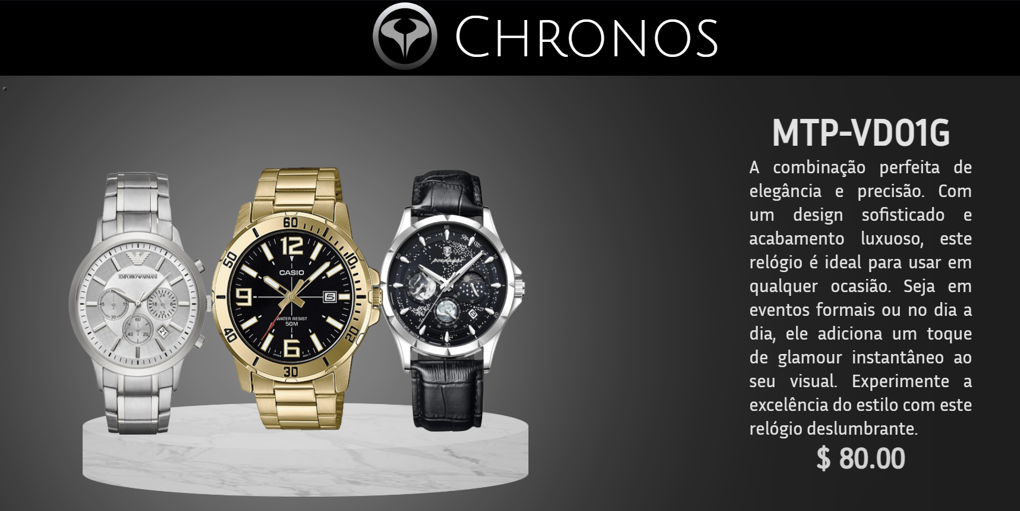 CHRONOS
MTP-VD01G
A combinação perfeita de
elegância e precisão. Com
um design sofisticado e
acabamento luxuoso, este
relógio é ideal para usar em
qualquer ocasião. Seja em
eventos formais ou no dia a
dia, ele adiciona um toque
de glamour instantâneo ao
seu visual. Experimente a
excelência do estilo com este
relógio deslumbrante.
$ 80.00
EMPORIO ARMANI
60
50
10
12
CASIO
9
5
WATER RESIST
50M
6
40
20
30